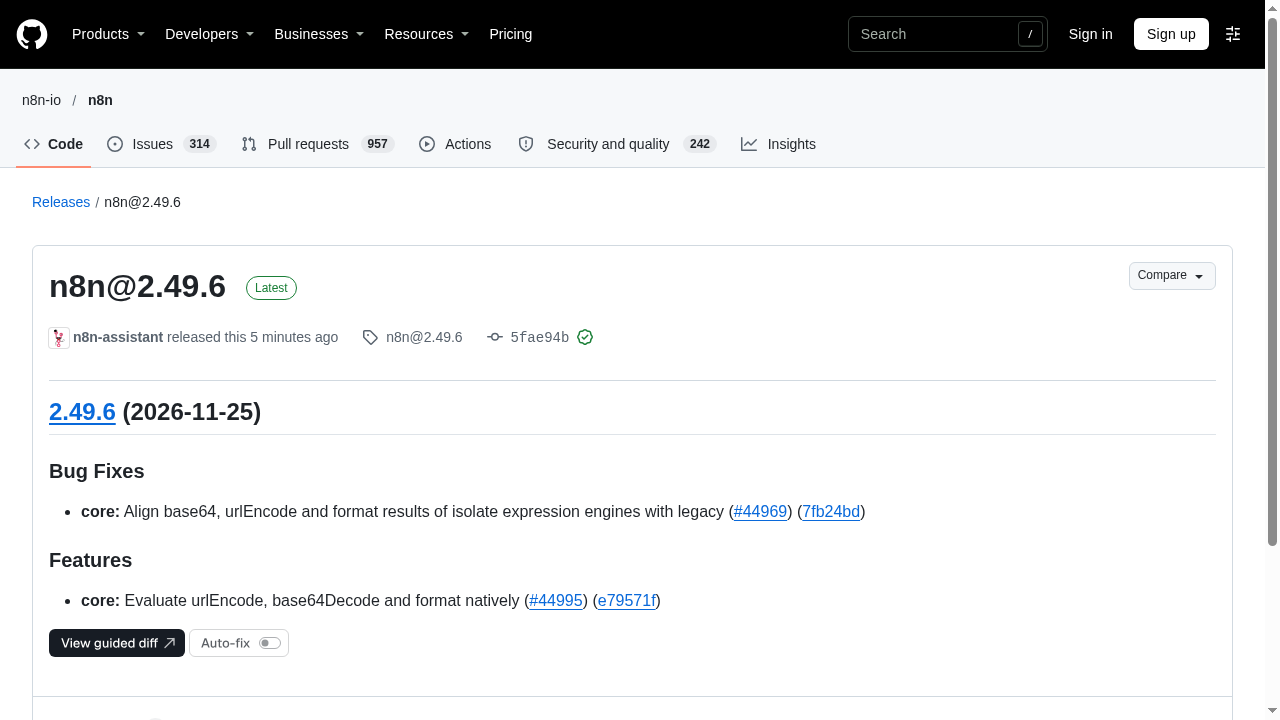 Products Developers Businesses Resources Pricing Search / Sign in Sign up
n8n-io / n8n
Code Issues 314 Pull requests 957 Actions Security and quality 242 Insights
Releases / n8n@2.49.6
n8n@2.49.6 Latest Compare
n8n-assistant released this 5 minutes ago n8n@2.49.6 5fae94b
2.49.6 (2026-11-25)
Bug Fixes
• core: Align base64, urlEncode and format results of isolate expression engines with legacy (#44969) (7fb24bd)
Features
• core: Evaluate urlEncode, base64Decode and format natively (#44995) (e79571f)
View guided diff Auto-fix